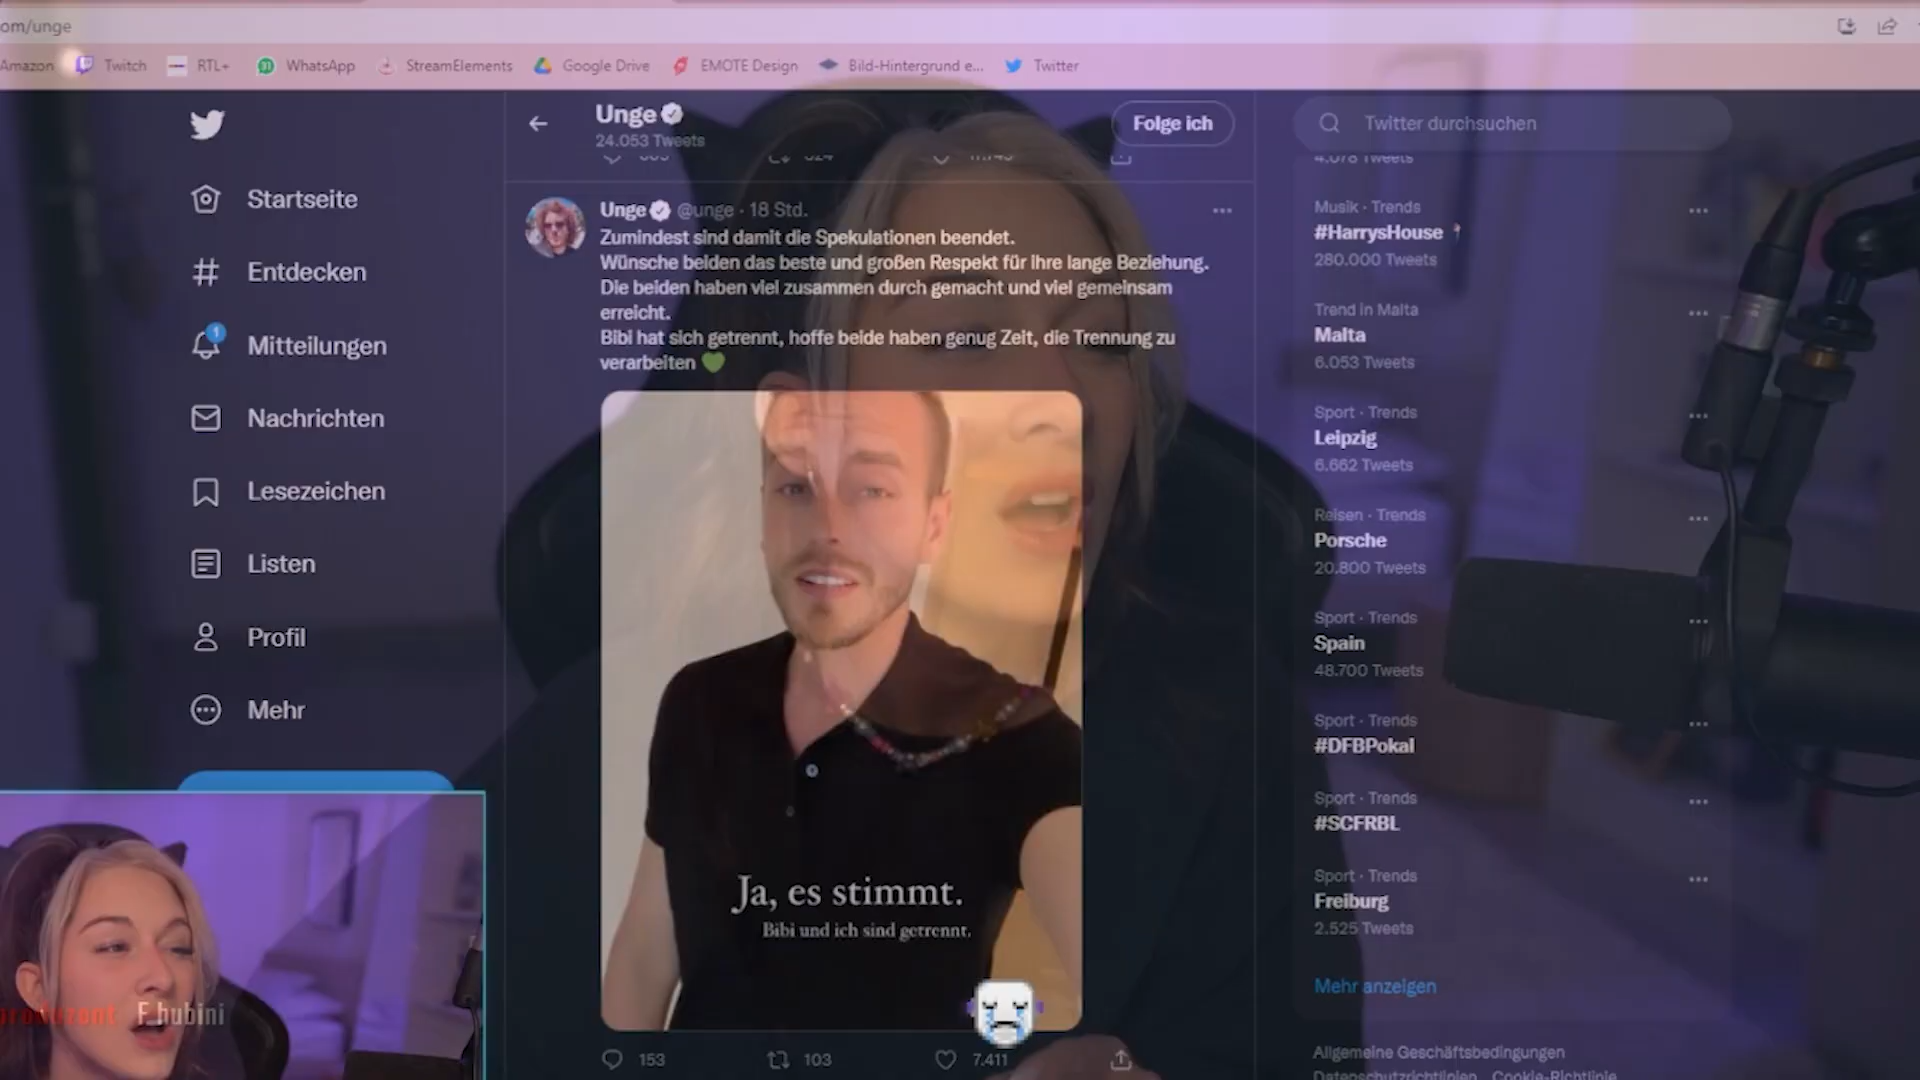 om/unge
Amazon Twitch RTL+ WhatsApp StreamElements Google Drive EMOTE Design Bild-Hintergrund e... Twitter
Startseite
Entdecken
1
Mitteilungen
Nachrichten
Lesezeichen
Listen
Profil
Mehr
Unge
24.053 Tweets
Folge ich
Unge @unge · 18 Std.
Zumindest sind damit die Spekulationen beendet.
Wünsche beiden das beste und großen Respekt für ihre lange Beziehung.
Die beiden haben viel zusammen durch gemacht und viel gemeinsam
erreicht.
Bibi hat sich getrennt, hoffe beide haben genug Zeit, die Trennung zu
verarbeiten 💚
Ja, es stimmt.
Bibi und ich sind getrennt.
153 103 7.411
Twitter durchsuchen
4.078 Tweets
Musik · Trends
#HarrysHouse
280.000 Tweets
Trend in Malta
Malta
6.053 Tweets
Sport · Trends
Leipzig
6.662 Tweets
Reisen · Trends
Porsche
20.800 Tweets
Sport · Trends
Spain
48.700 Tweets
Sport · Trends
#DFBPokal
Sport · Trends
#SCFRBL
Sport · Trends
Freiburg
2.525 Tweets
Mehr anzeigen
Allgemeine Geschäftsbedingungen
Datenschutzrichtlinien Cookie-Richtlinie